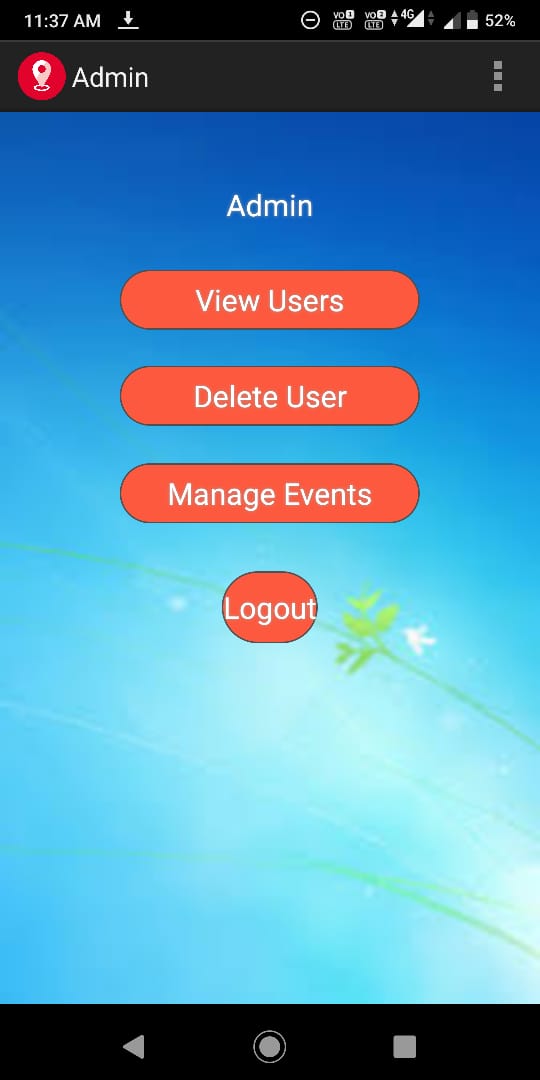 11:37 AM
VO 1 LTE VO 2 LTE 4G 52%
Admin
Admin
View Users
Delete User
Manage Events
Logout